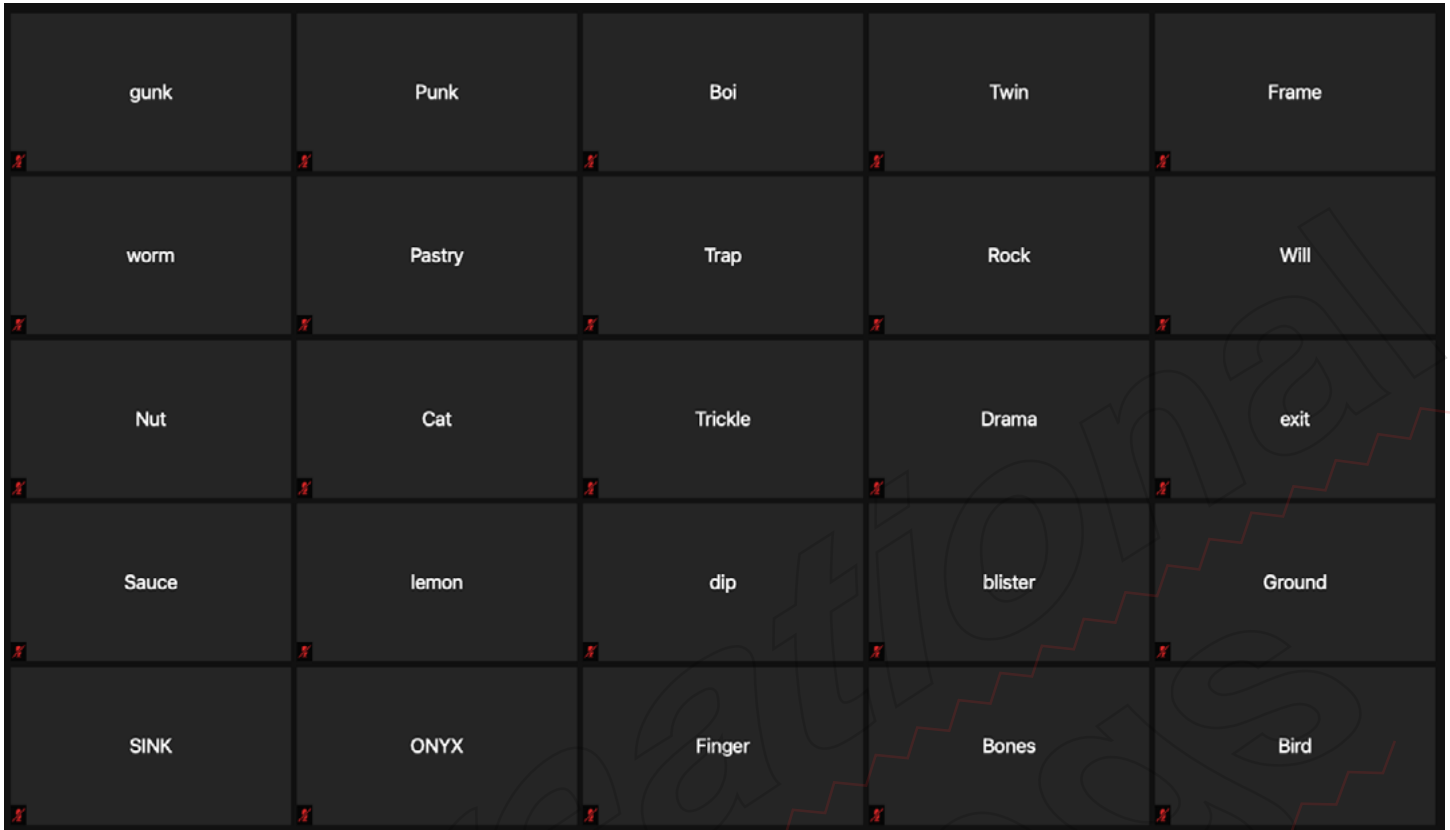 gunk Punk Boi Twin Frame
worm Pastry Trap Rock Will
Nut Cat Trickle Drama exit
Sauce lemon dip blister Ground
SINK ONYX Finger Bones Bird